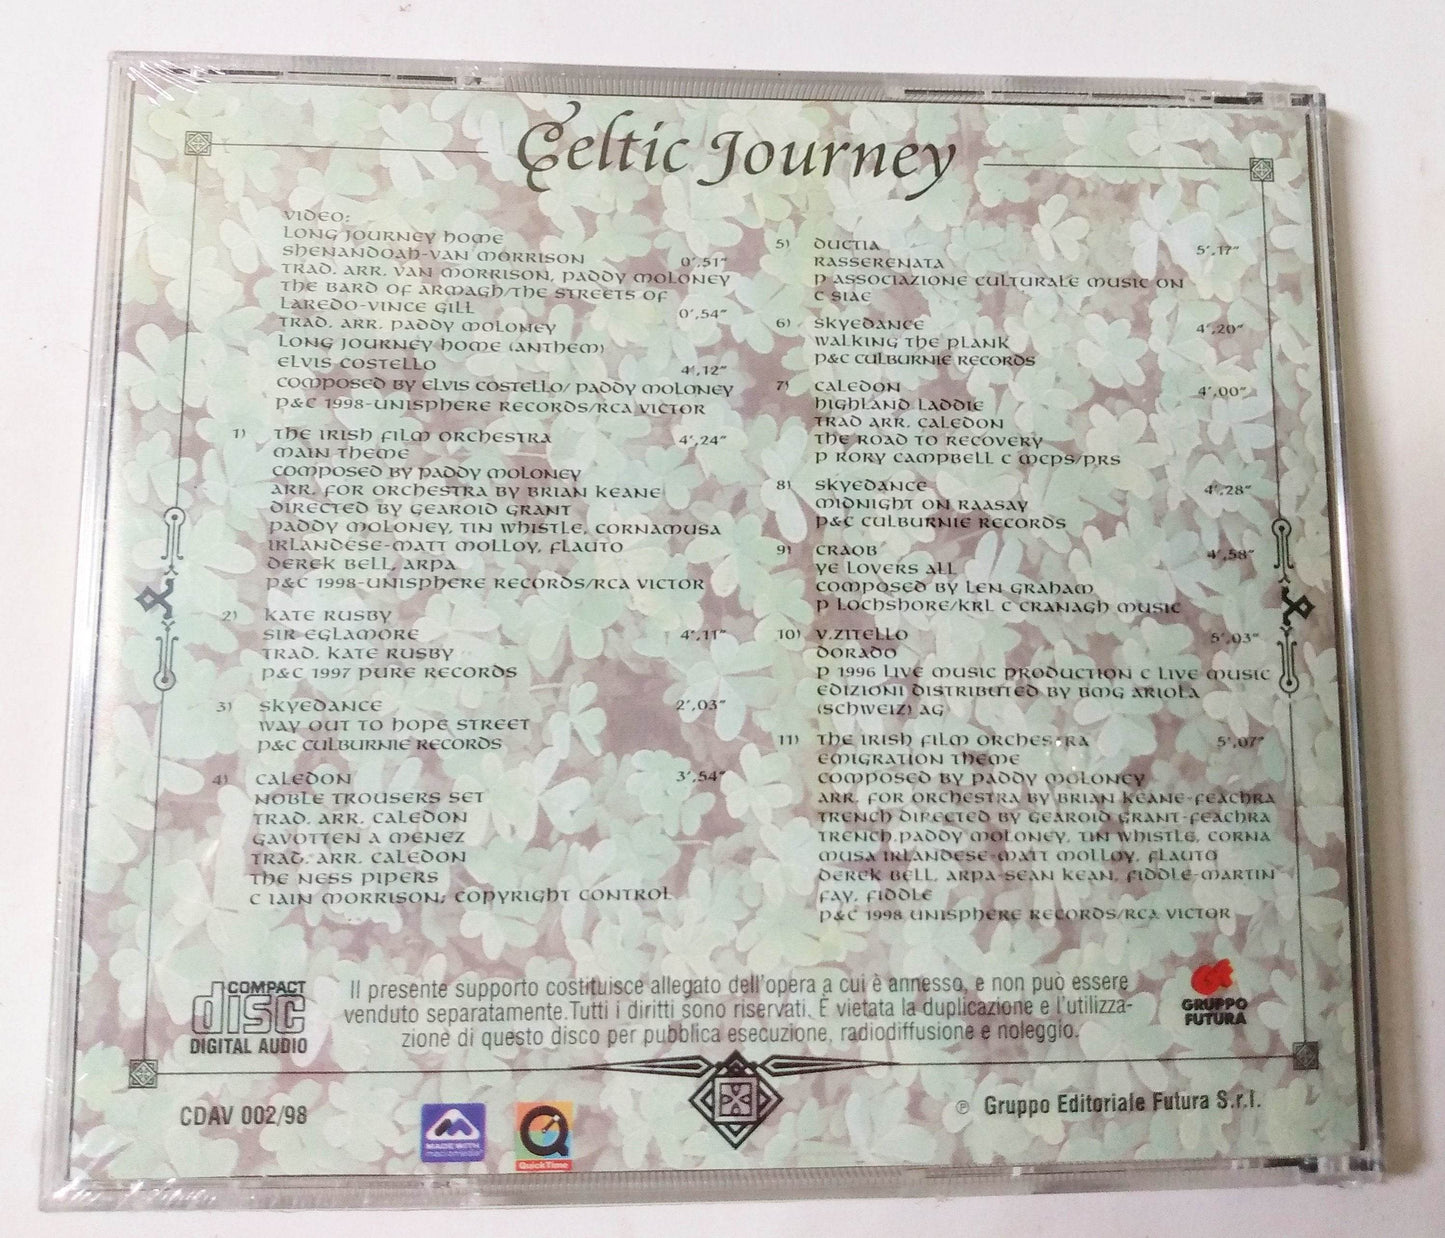 Celtic Journey
VIDEO:
LONG JOURNEY HOME
SHENANDOAH-VAN MORRISON 0',51"
TRAD. ARR. VAN MORRISON, PADDY MOLONEY
THE BARD OF ARMAGH/THE STREETS OF
LAREDO-VINCE GILL 0',54"
TRAD. ARR. PADDY MOLONEY
LONG JOURNEY HOME (ANTHEM)
ELVIS COSTELLO 4',12"
COMPOSED BY ELVIS COSTELLO/ PADDY MOLONEY
P&C 1998-UNISPHERE RECORDS/RCA VICTOR
1) THE IRISH FILM ORCHESTRA 4',24"
MAIN THEME
COMPOSED BY PADDY MOLONEY
ARR. FOR ORCHESTRA BY BRIAN KEANE
DIRECTED BY GEAROID GRANT
PADDY MOLONEY, TIN WHISTLE, CORNAMUSA
IRLANDESE-MATT MOLLOY, FLAUTO
DEREK BELL, ARPA
P&C 1998-UNISPHERE RECORDS/RCA VICTOR
2) KATE RUSBY
SIR EGLAMORE 4',11"
TRAD. KATE RUSBY
P&C 1997 PURE RECORDS
3) SKYEDANCE 2',03"
WAY OUT TO HOPE STREET
P&C CULBURNIE RECORDS
4) CALEDON 3',54"
NOBLE TROUSERS SET
TRAD. ARR. CALEDON
GAVOTTEN A MENEZ
TRAD. ARR. CALEDON
THE NESS PIPERS
C IAIN MORRISON; COPYRIGHT CONTROL
5) DUCTIA 5',17"
RASSERENATA
P ASSOCIAZIONE CULTURALE MUSIC ON
C SIAE
6) SKYEDANCE 4',20"
WALKING THE PLANK
P&C CULBURNIE RECORDS
7) CALEDON 4',00"
HIGHLAND LADDIE
TRAD ARR. CALEDON
THE ROAD TO RECOVERY
P RORY CAMPBELL C MCPS/PRS
8) SKYEDANCE 4',28"
MIDNIGHT ON RAASAY
P&C CULBURNIE RECORDS
9) CRAOB' 4',58"
YE LOVERS ALL
COMPOSED BY LEN GRAHAM
P LOCHSHORE/KRL C CRANAGH MUSIC
10) V.ZITELLO 5',03"
DORADO
P 1996 LIVE MUSIC PRODUCTION C LIVE MUSIC
EDIZIONI DISTRIBUTED BY BMG ARIOLA
(SCHWEIZ) AG
11) THE IRISH FILM ORCHESTRA 5',07"
EMIGRATION THEME
COMPOSED BY PADDY MOLONEY
ARR. FOR ORCHESTRA BY BRIAN KEANE-FEACHRA
TRENCH DIRECTED BY GEAROID GRANT-FEACHRA
TRENCH,PADDY MOLONEY, TIN WHISTLE, CORNA
MUSA IRLANDESE-MATT MOLLOY, FLAUTO
DEREK BELL, ARPA-SEAN KEAN, FIDDLE-MARTIN
FAY, FIDDLE
P&C 1998 UNISPHERE RECORDS/RCA VICTOR
COMPACT
disc
DIGITAL AUDIO
Il presente supporto costituisce allegato dell'opera a cui è annesso, e non può essere
venduto separatamente.Tutti i diritti sono riservati. È vietata la duplicazione e l'utilizza-
zione di questo disco per pubblica esecuzione, radiodiffusione e noleggio.
GRUPPO
FUTURA
CDAV 002/98
MADE WITH
macromedia
QuickTime
℗ Gruppo Editoriale Futura S.r.l.